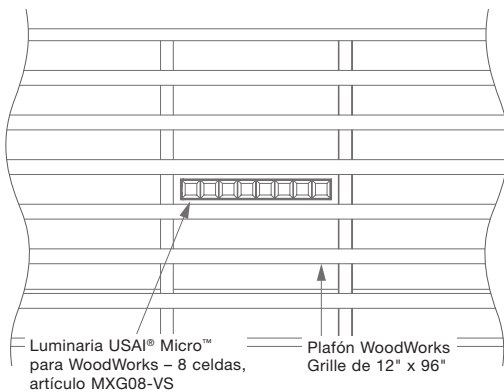 Luminaria USAI® Micro™
para WoodWorks – 8 celdas,
artículo MXG08-VS
Plafón WoodWorks
Grille de 12" x 96"